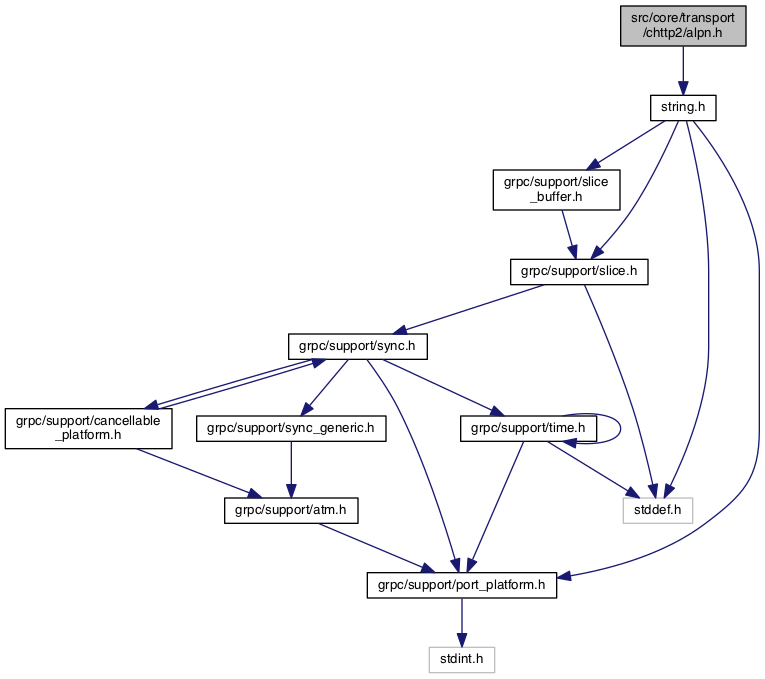 src/core/transport
/chttp2/alpn.h
string.h
grpc/support/slice
_buffer.h
grpc/support/slice.h
grpc/support/sync.h
grpc/support/cancellable
_platform.h
grpc/support/sync_generic.h
grpc/support/time.h
grpc/support/atm.h
stddef.h
grpc/support/port_platform.h
stdint.h